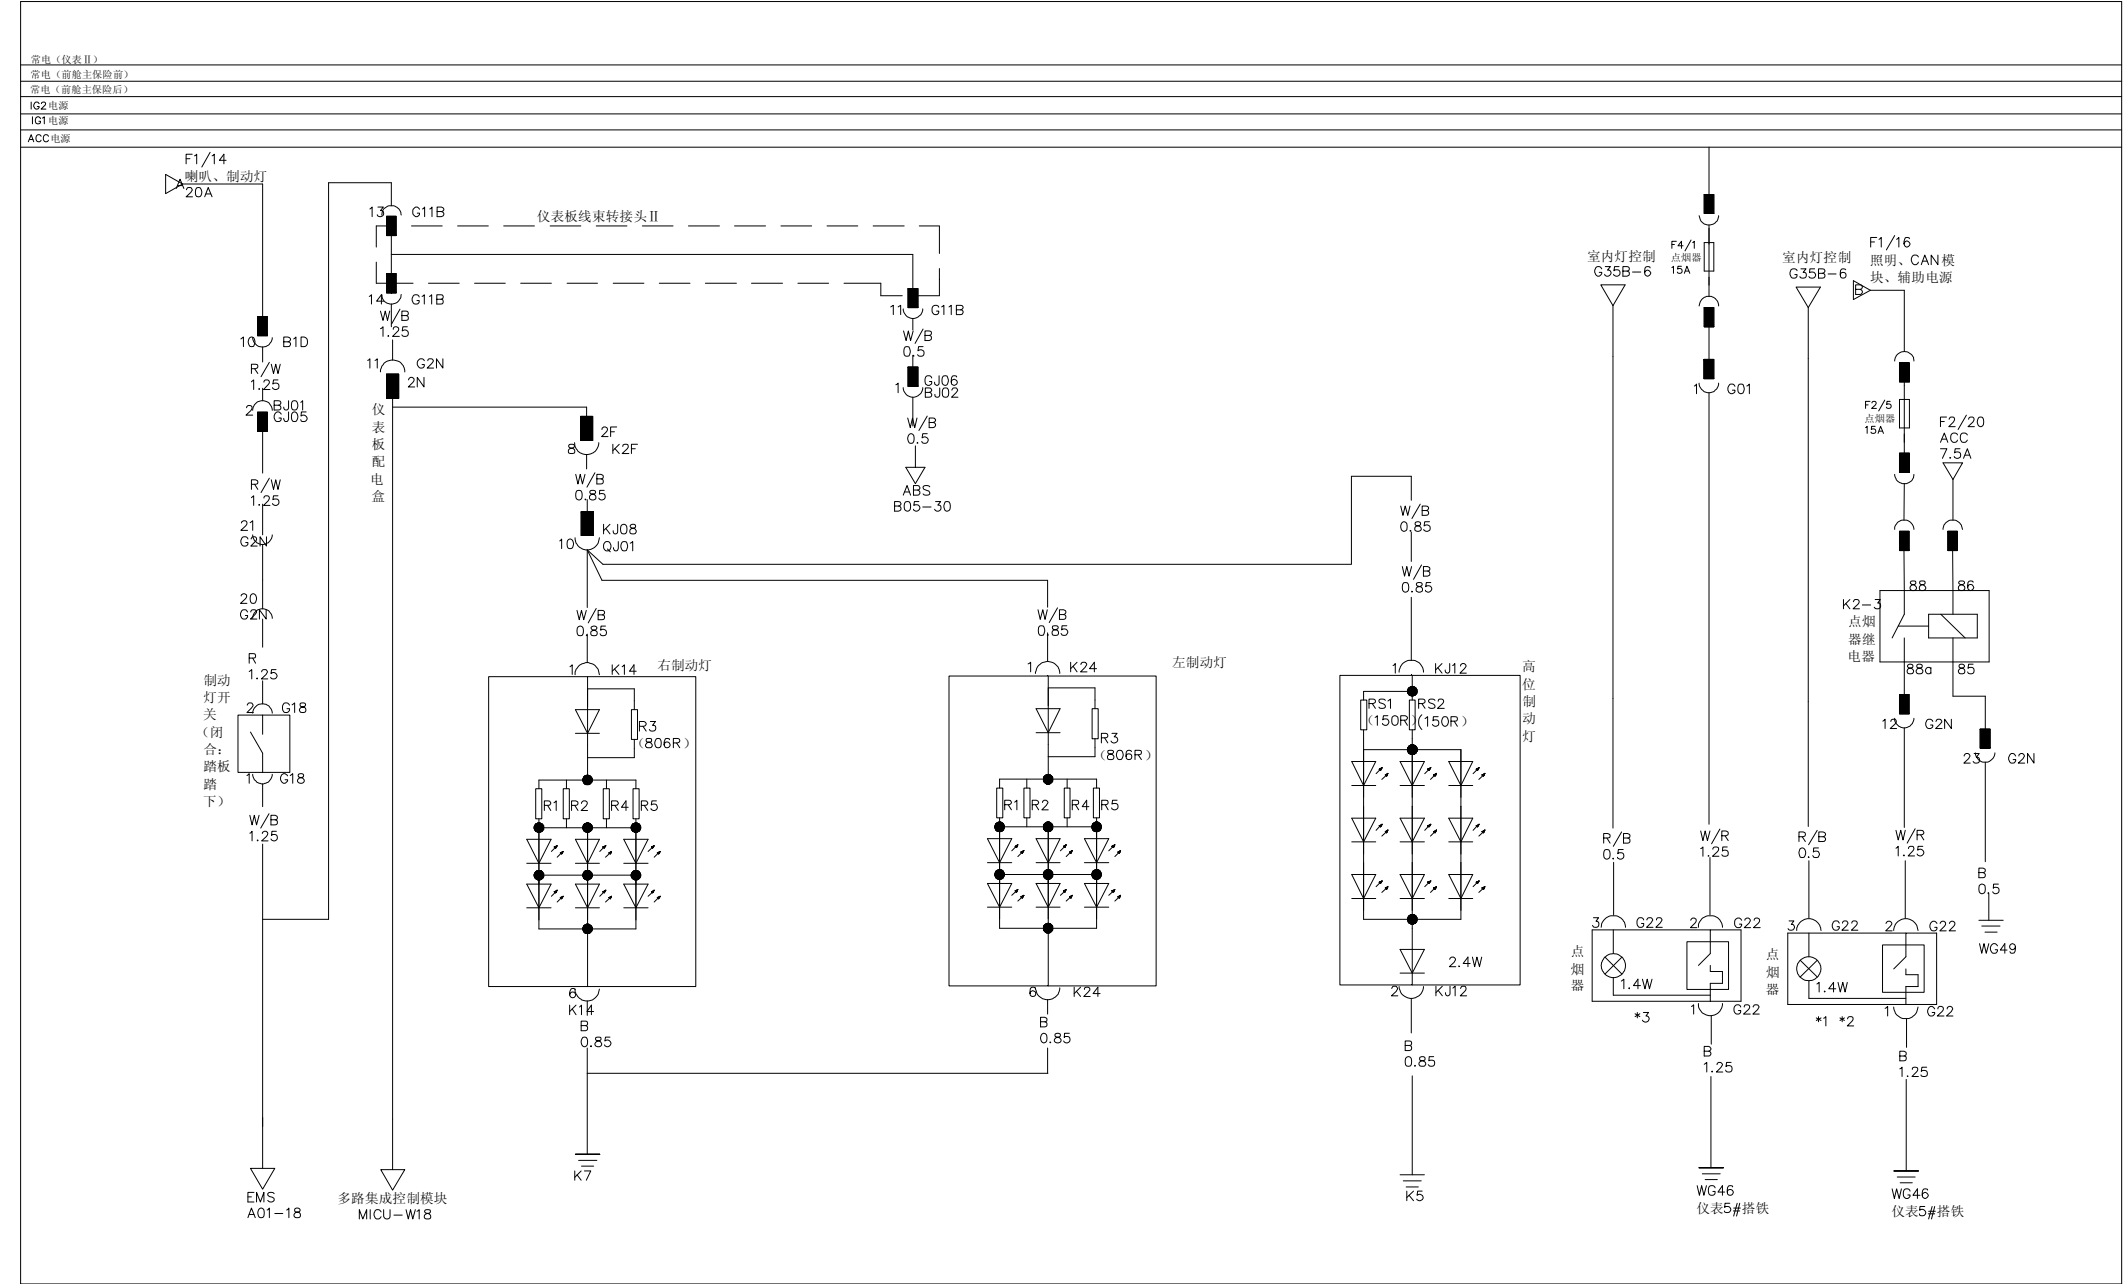 常电（仪表Ⅱ）
常电（前舱主保险前）
常电（前舱主保险后）
IG2电源
IG1电源
ACC电源
F1/14
喇叭、制动灯
20A
A
10
B1D
R/W
1.25
2
BJ01
GJ05
R/W
1.25
21
G2N
20
G2N
R
1.25
制动
灯开
关
（闭
合：
踏板
踏
下）
2
G18
1
G18
W/B
1.25
EMS
A01-18
13
G11B
仪表板线束转接头Ⅱ
14
G11B
W/B
1.25
11
G2N
2N
仪
表
板
配
电
盒
多路集成控制模块
MICU-W18
11
G11B
W/B
0.5
1
GJ06
BJ02
W/B
0.5
ABS
B05-30
2F
8
K2F
W/B
0.85
KJ08
10
QJ01
W/B
0.85
1
K14
右制动灯
R3
(806R)
R1
R2
R4
R5
6
K14
B
0.85
K7
W/B
0.85
1
K24
左制动灯
R3
(806R)
R1
R2
R4
R5
6
K24
B
0.85
W/B
0.85
W/B
0.85
1
KJ12
高
位
制
动
灯
RS1
(150R)
RS2
(150R)
2.4W
2
KJ12
B
0.85
K5
室内灯控制
G35B-6
R/B
0.5
3
G22
点
烟
器
1.4W
*3
F4/1
点烟器
15A
1
G01
W/R
1.25
2
G22
1
G22
B
1.25
WG46
仪表5#搭铁
室内灯控制
G35B-6
R/B
0.5
3
G22
点
烟
器
1.4W
*1 *2
F1/16
照明、CAN模
块、辅助电源
B
F2/5
点烟器
15A
F2/20
ACC
7.5A
88
86
K2-3
点烟
器继
电器
88a
85
12
G2N
23
G2N
W/R
1.25
B
0.5
WG49
2
G22
1
G22
B
1.25
WG46
仪表5#搭铁